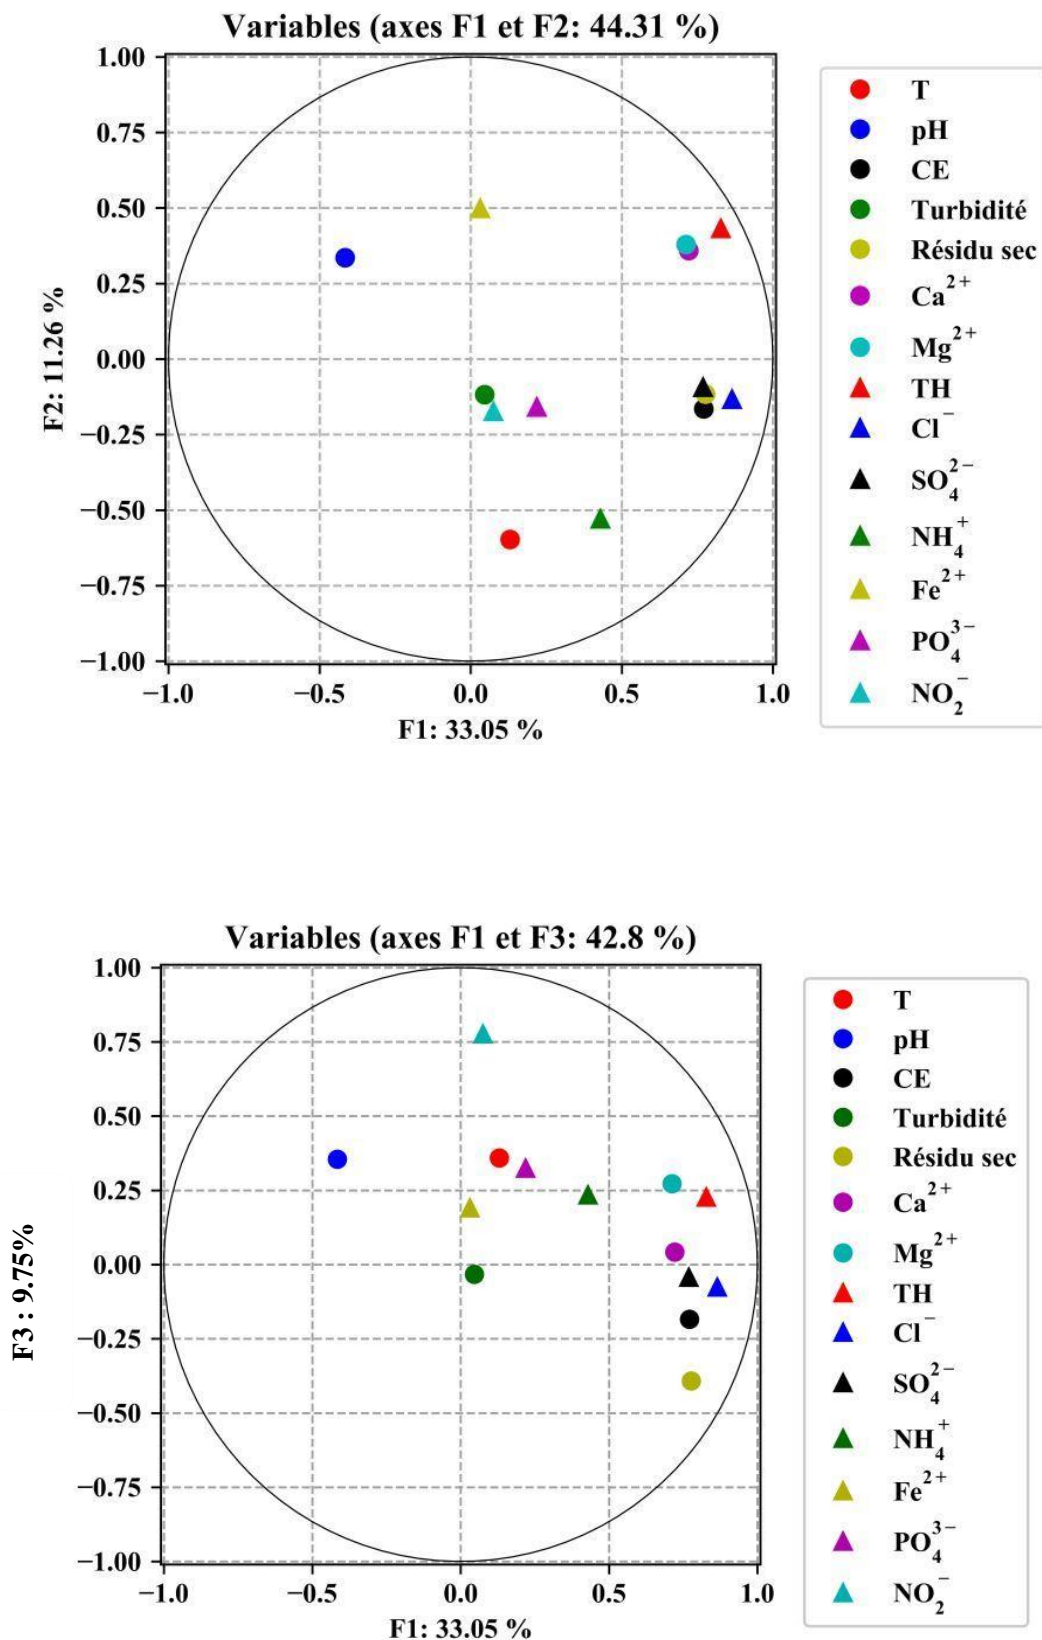 Variables (axes F1 et F2: 44.31 %)
1.00
0.75
0.50
0.25
0.00
−0.25
−0.50
−0.75
−1.00
F2: 11.26 %
−1.0
−0.5
0.0
0.5
1.0
F1: 33.05 %
T
pH
CE
Turbidité
Résidu sec
Ca²⁺
Mg²⁺
TH
Cl⁻
SO₄²⁻
NH₄⁺
Fe²⁺
PO₄³⁻
NO₂⁻
Variables (axes F1 et F3: 42.8 %)
1.00
0.75
0.50
0.25
0.00
−0.25
−0.50
−0.75
−1.00
F3 : 9.75%
−1.0
−0.5
0.0
0.5
1.0
F1: 33.05 %
T
pH
CE
Turbidité
Résidu sec
Ca²⁺
Mg²⁺
TH
Cl⁻
SO₄²⁻
NH₄⁺
Fe²⁺
PO₄³⁻
NO₂⁻